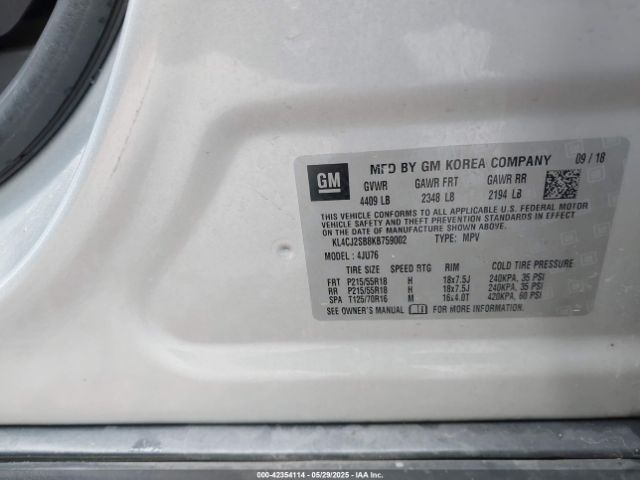 GM
MFD BY GM KOREA COMPANY 09/18
GVWR GAWR FRT GAWR RR
4409 LB 2348 LB 2194 LB
THIS VEHICLE CONFORMS TO ALL APPLICABLE U.S. FEDERAL MOTOR
VEHICLE SAFETY, BUMPER, AND THEFT PREVENTION STANDARDS IN
EFFECT ON THE DATE OF MANUFACTURE SHOWN ABOVE.
KL4CJ2SB8KB759002 TYPE: MPV
MODEL : 4JU76
TIRE SIZE SPEED RTG RIM COLD TIRE PRESSURE
FRT P215/55R18 H 18x7.5J 240KPA, 35 PSI
RR P215/55R18 H 18x7.5J 240KPA, 35 PSI
SPA T125/70R16 M 16x4.0T 420KPA, 60 PSI
SEE OWNER'S MANUAL FOR MORE INFORMATION.
000-42354114 - 05/29/2025 - IAAI.COM